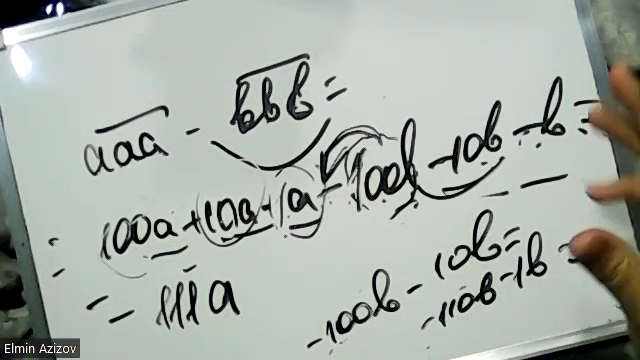 aaa - bbb =
= 100a + 10a + 1a - 100b - 10b - b =
= 111a
-100b - 10b =
-110b - 1b =
Elmin Azizov